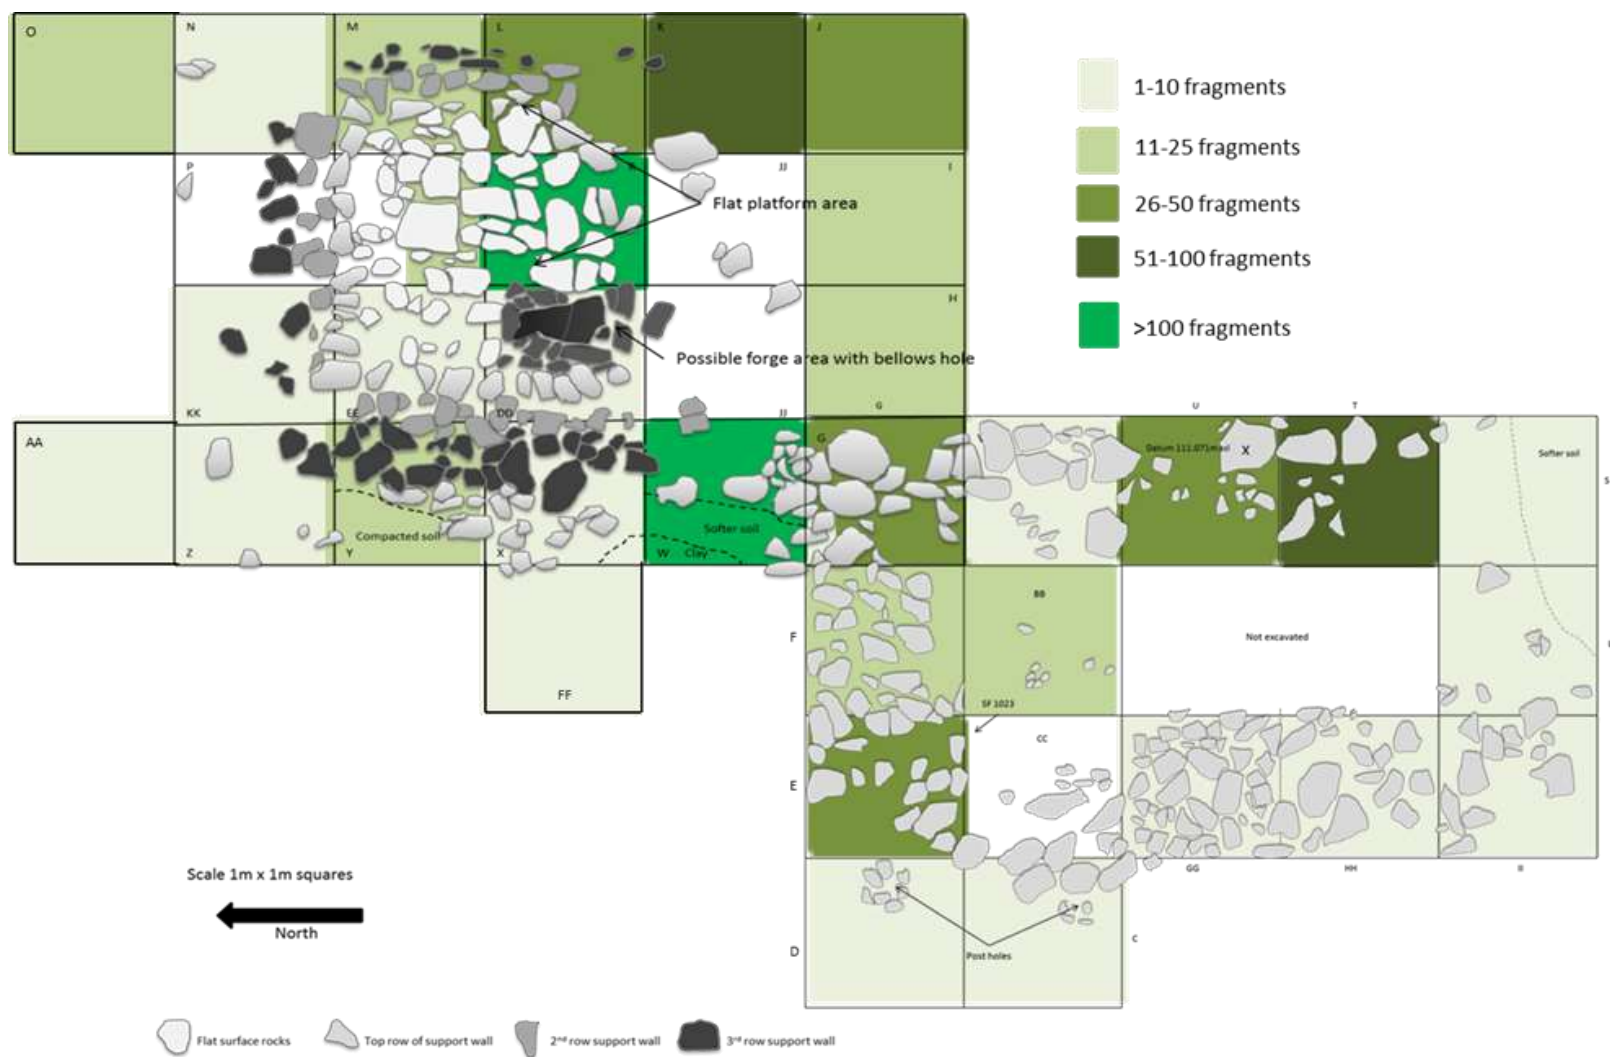 O
N
M
L
K
J
1-10 fragments
11-25 fragments
26-50 fragments
51-100 fragments
>100 fragments
P
JJ
I
Flat platform area
H
Possible forge area with bellows hole
KK
EE
DD
JJ
G
U
T
AA
G
Datum 111.071m asl
X
Softer soil
S
Compacted soil
Softer soil
Z
Y
X
W
Clay
BB
F
Not excavated
FF
SF 1023
CC
E
Scale 1m x 1m squares
GG
HH
II
North
D
C
Post holes
Flat surface rocks
Top row of support wall
2nd row support wall
3rd row support wall